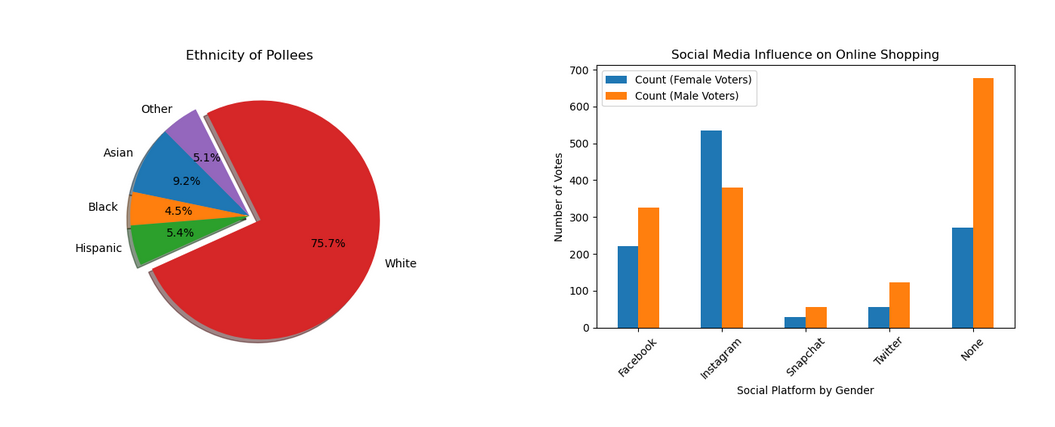 Ethnicity of Pollees
Other
5.1%
Asian
9.2%
Black
4.5%
Hispanic
5.4%
75.7%
White
Social Media Influence on Online Shopping
Count (Female Voters)
Count (Male Voters)
Number of Votes
700
600
500
400
300
200
100
0
Facebook
Instagram
Snapchat
Twitter
None
Social Platform by Gender